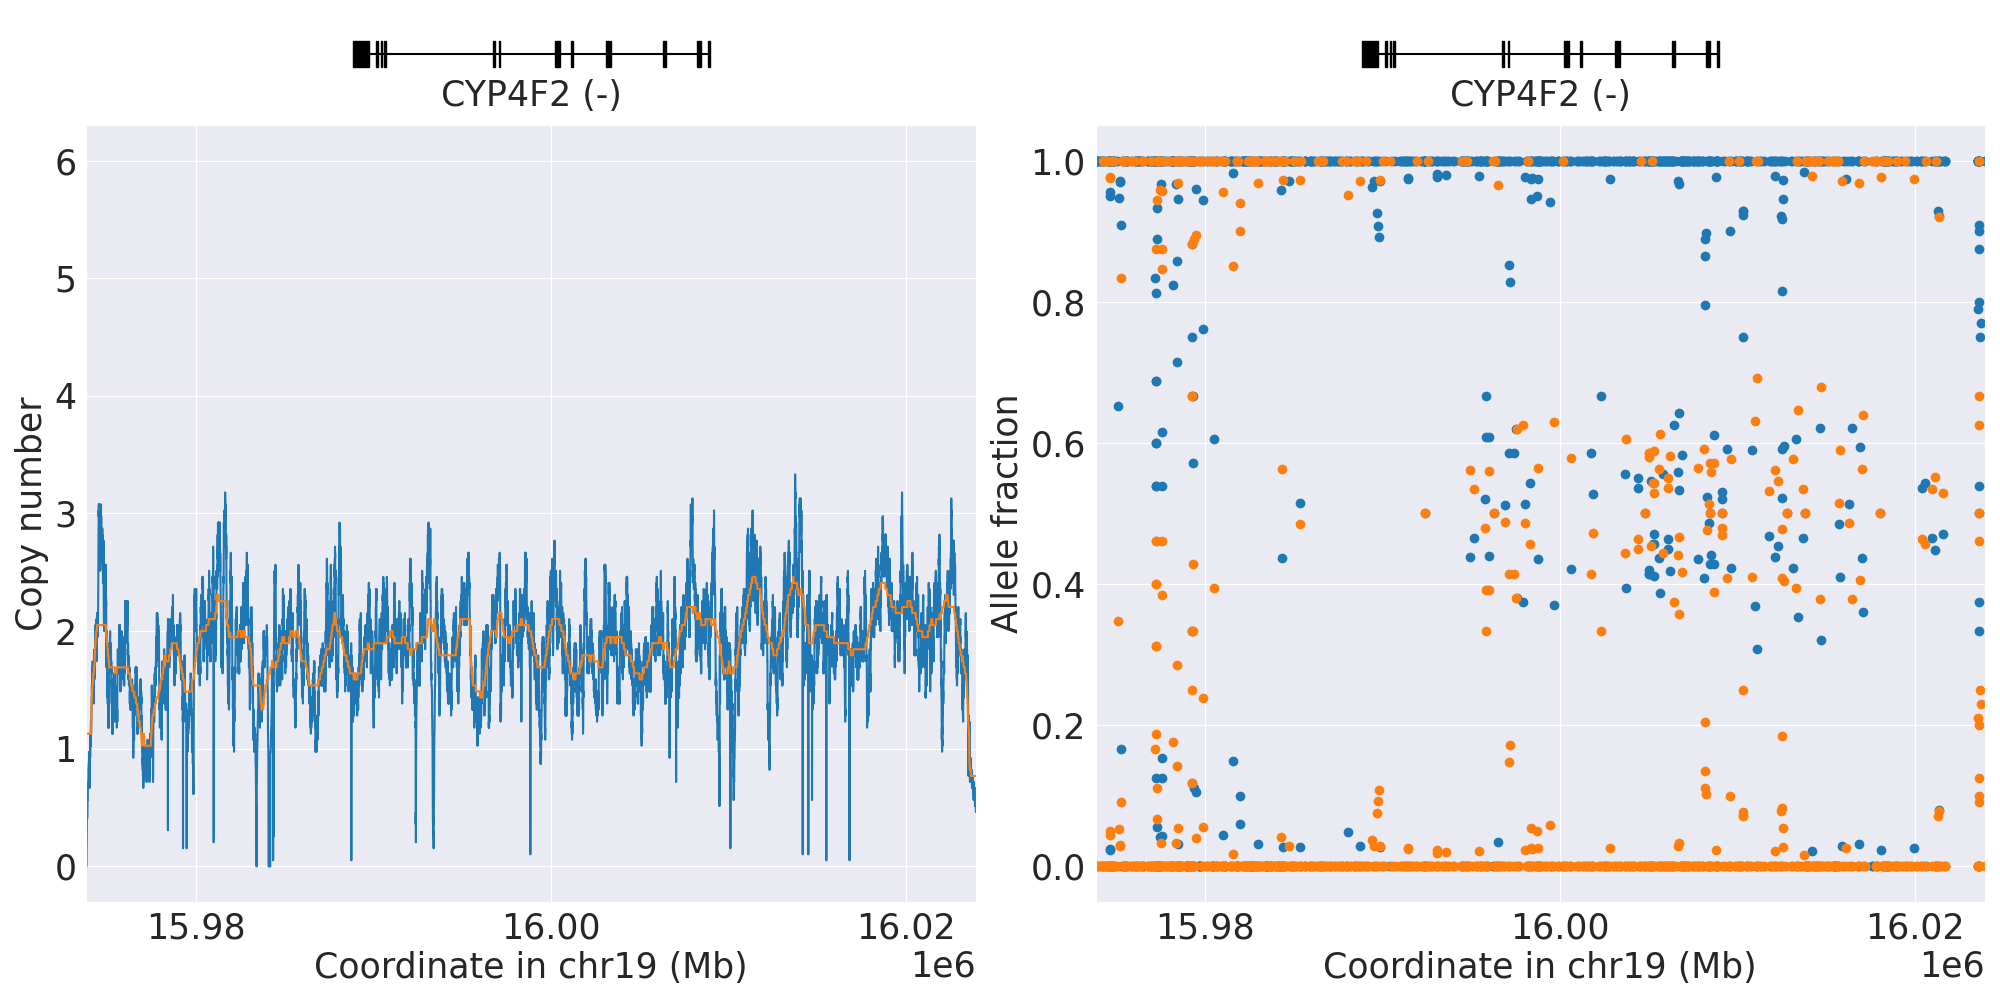 CYP4F2 (-)
6
5
4
3
2
1
0
Copy number
15.98
16.00
16.02
Coordinate in chr19 (Mb)
1e6
CYP4F2 (-)
1.0
0.8
0.6
0.4
0.2
0.0
Allele fraction
15.98
16.00
16.02
Coordinate in chr19 (Mb)
1e6